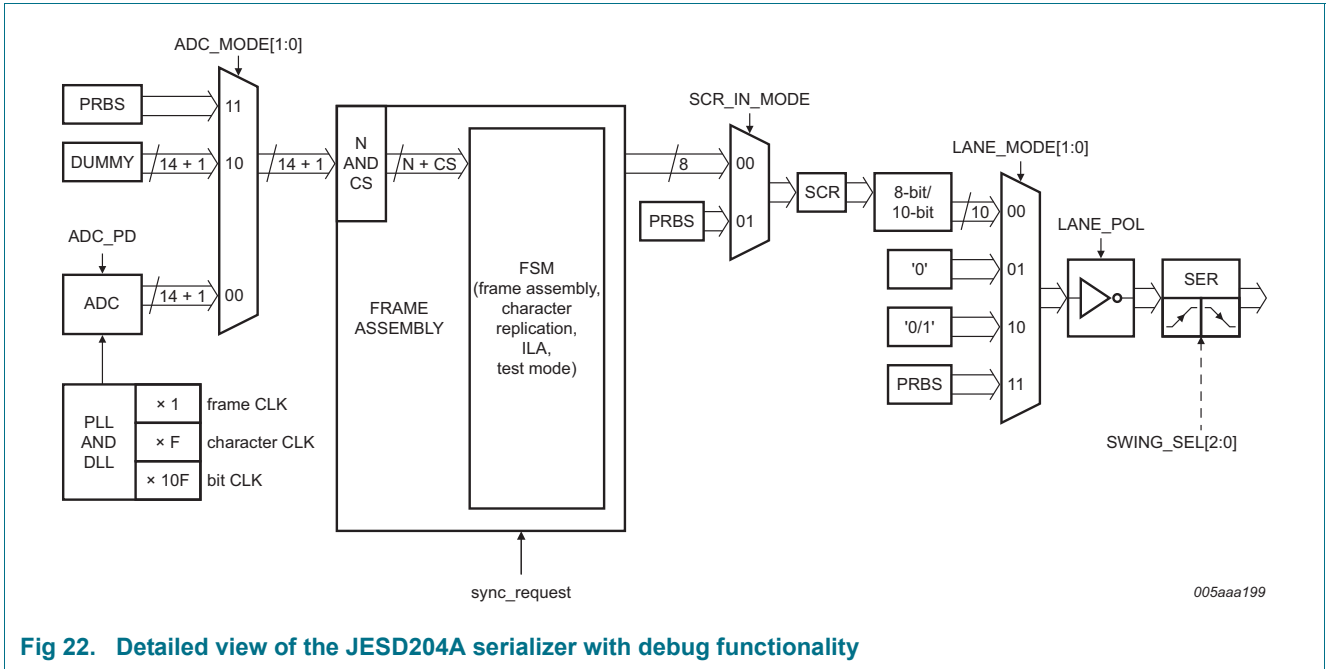 ADC_MODE[1:0]
PRBS
11
DUMMY
14 + 1
10
14 + 1
ADC_PD
ADC
14 + 1
00
PLL
AND
DLL
× 1
frame CLK
× F
character CLK
× 10F
bit CLK
N
AND
CS
N + CS
FRAME
ASSEMBLY
FSM
(frame assembly,
character
replication,
ILA,
test mode)
sync_request
SCR_IN_MODE
8
00
PRBS
01
SCR
8-bit/
10-bit
10
LANE_MODE[1:0]
00
'0'
01
'0/1'
10
PRBS
11
LANE_POL
SER
SWING_SEL[2:0]
005aaa199
Fig 22. Detailed view of the JESD204A serializer with debug functionality